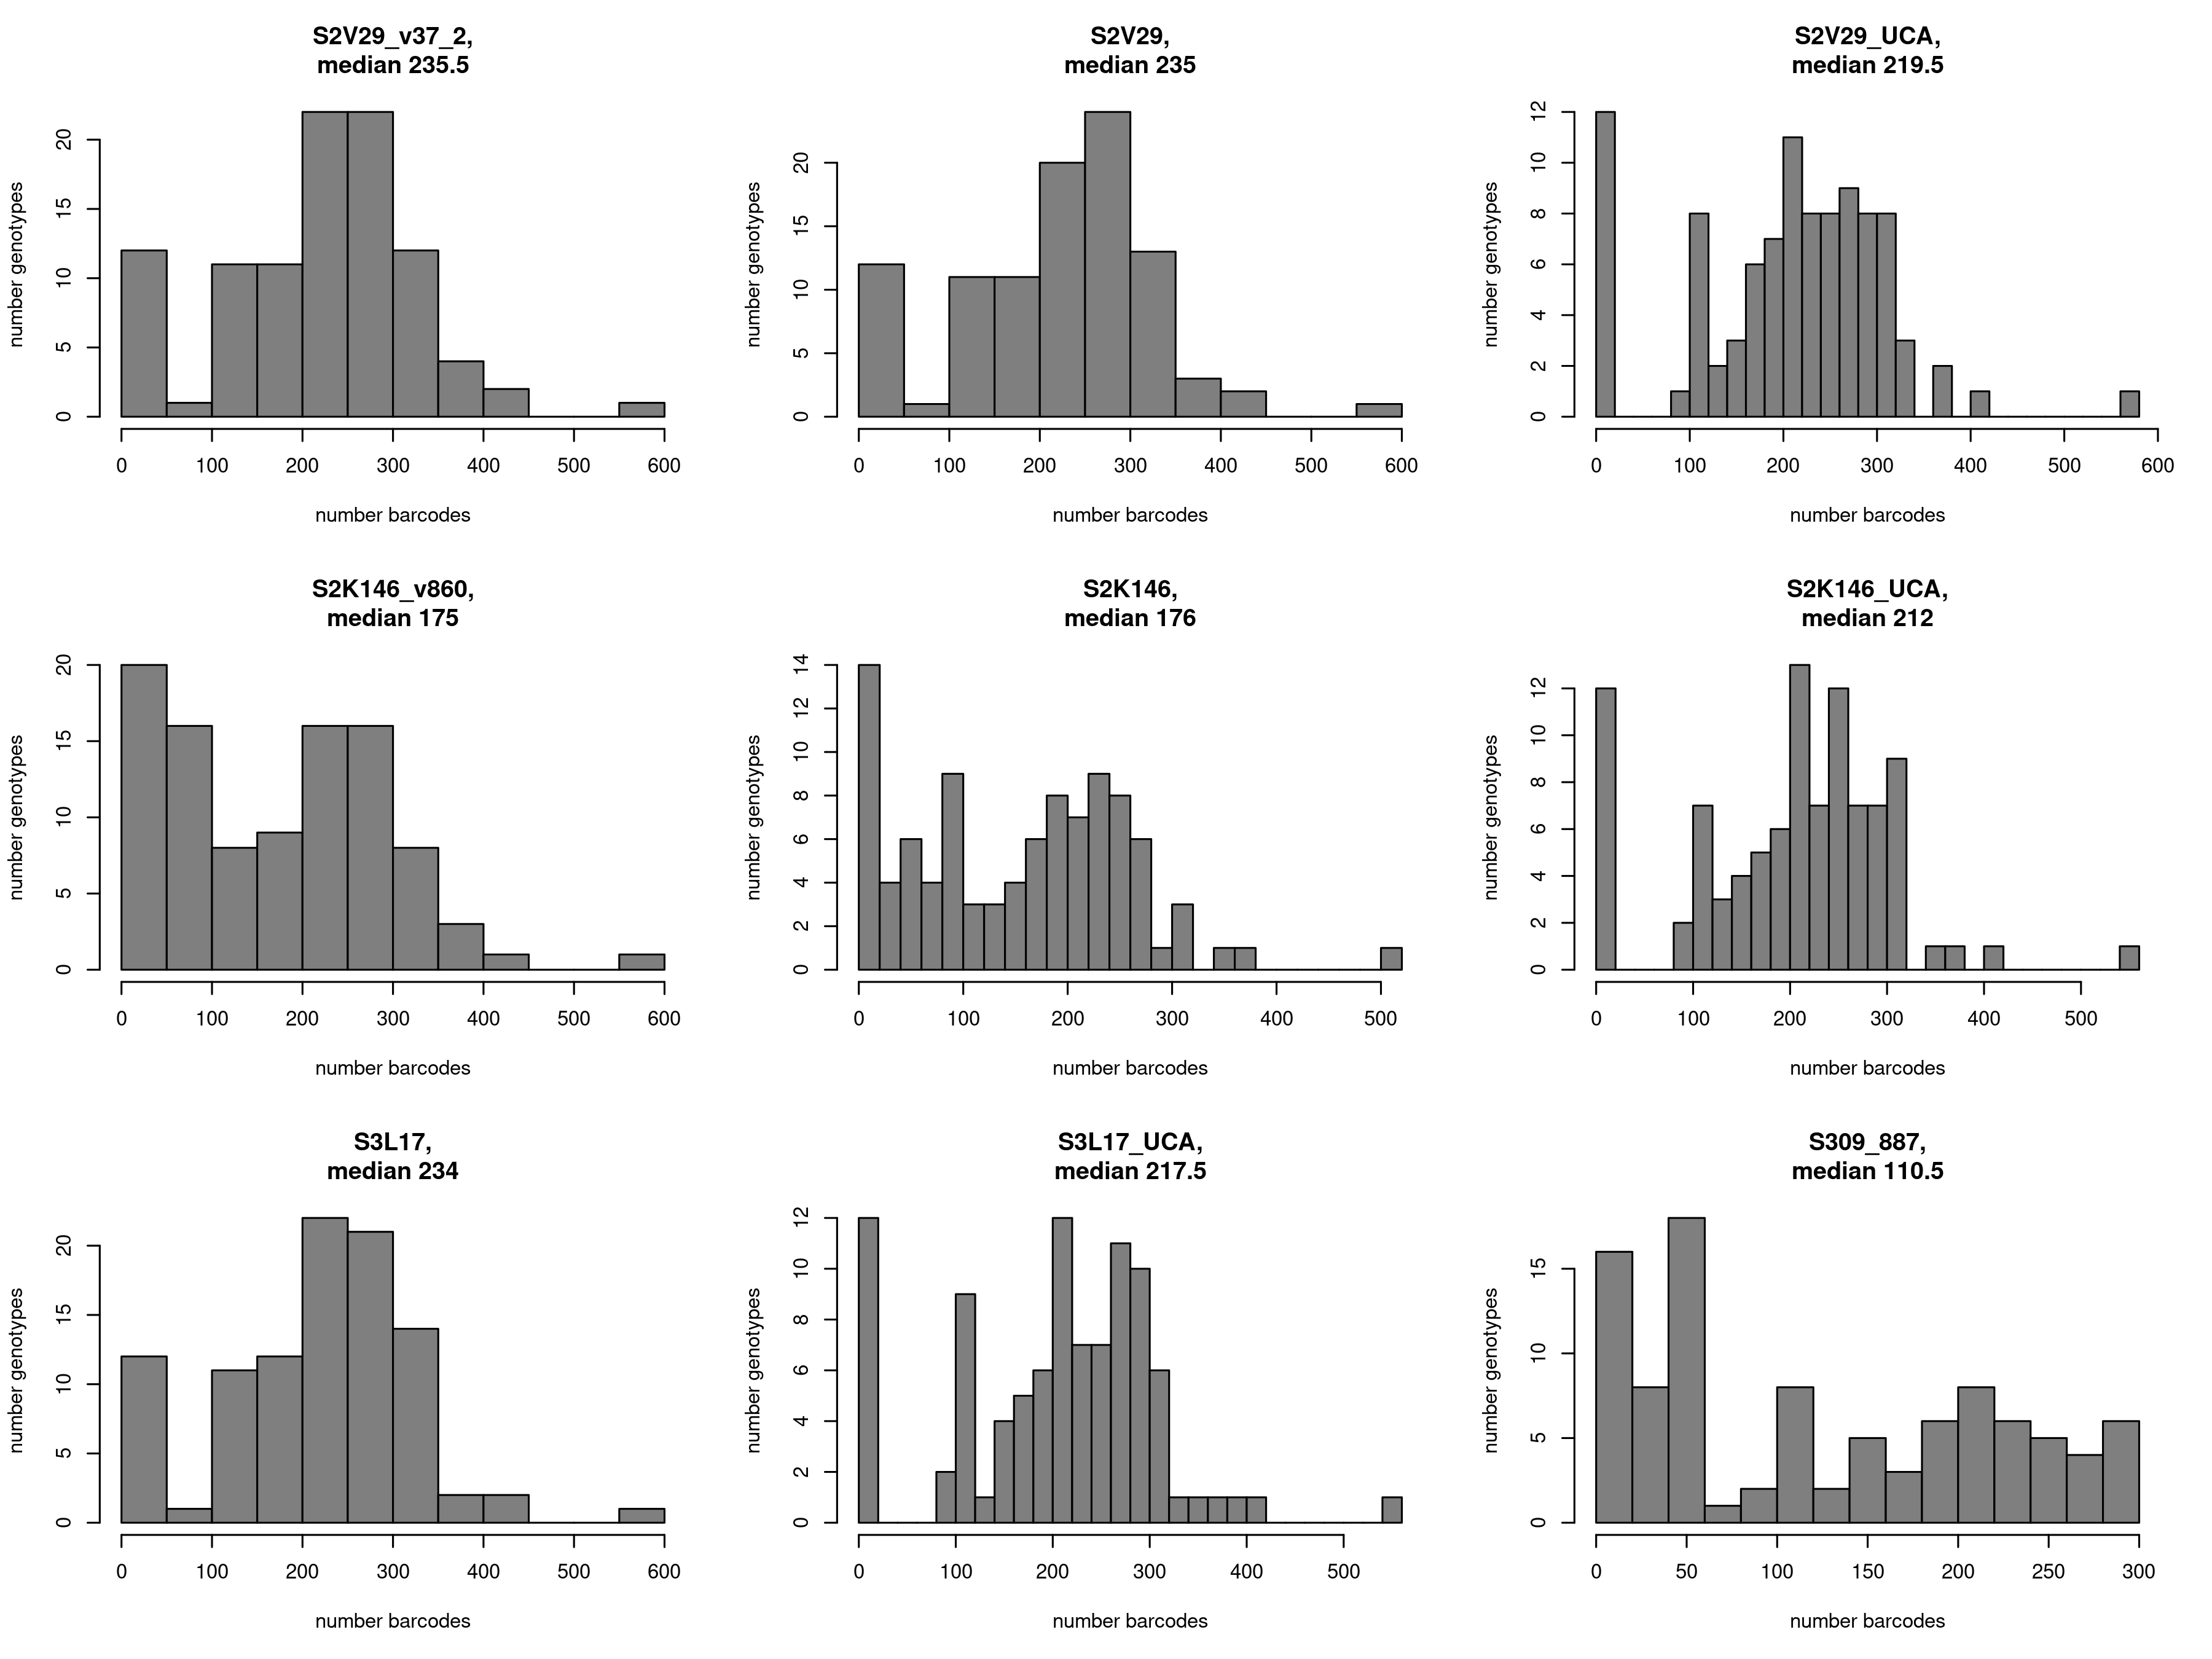 S2V29_v37_2,
median 235.5
number genotypes
0 5 10 15 20
0 100 200 300 400 500 600
number barcodes
S2V29,
median 235
number genotypes
0 5 10 15 20
0 100 200 300 400 500 600
number barcodes
S2V29_UCA,
median 219.5
number genotypes
0 2 4 6 8 10 12
0 100 200 300 400 500 600
number barcodes
S2K146_v860,
median 175
number genotypes
0 5 10 15 20
0 100 200 300 400 500 600
number barcodes
S2K146,
median 176
number genotypes
0 2 4 6 8 10 12 14
0 100 200 300 400 500
number barcodes
S2K146_UCA,
median 212
number genotypes
0 2 4 6 8 10 12
0 100 200 300 400 500
number barcodes
S3L17,
median 234
number genotypes
0 5 10 15 20
0 100 200 300 400 500 600
number barcodes
S3L17_UCA,
median 217.5
number genotypes
0 2 4 6 8 10 12
0 100 200 300 400 500
number barcodes
S309_887,
median 110.5
number genotypes
0 5 10 15
0 50 100 150 200 250 300
number barcodes